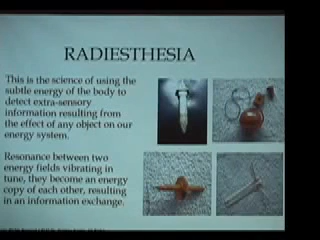 RADIESTHESIA
This is the science of using the
subtle energy of the body to
detect extra-sensory
information resulting from
the effect of any object on our
energy system.
Resonance between two
energy fields vibrating in
tune, they become an energy
copy of each other, resulting
in an information exchange.